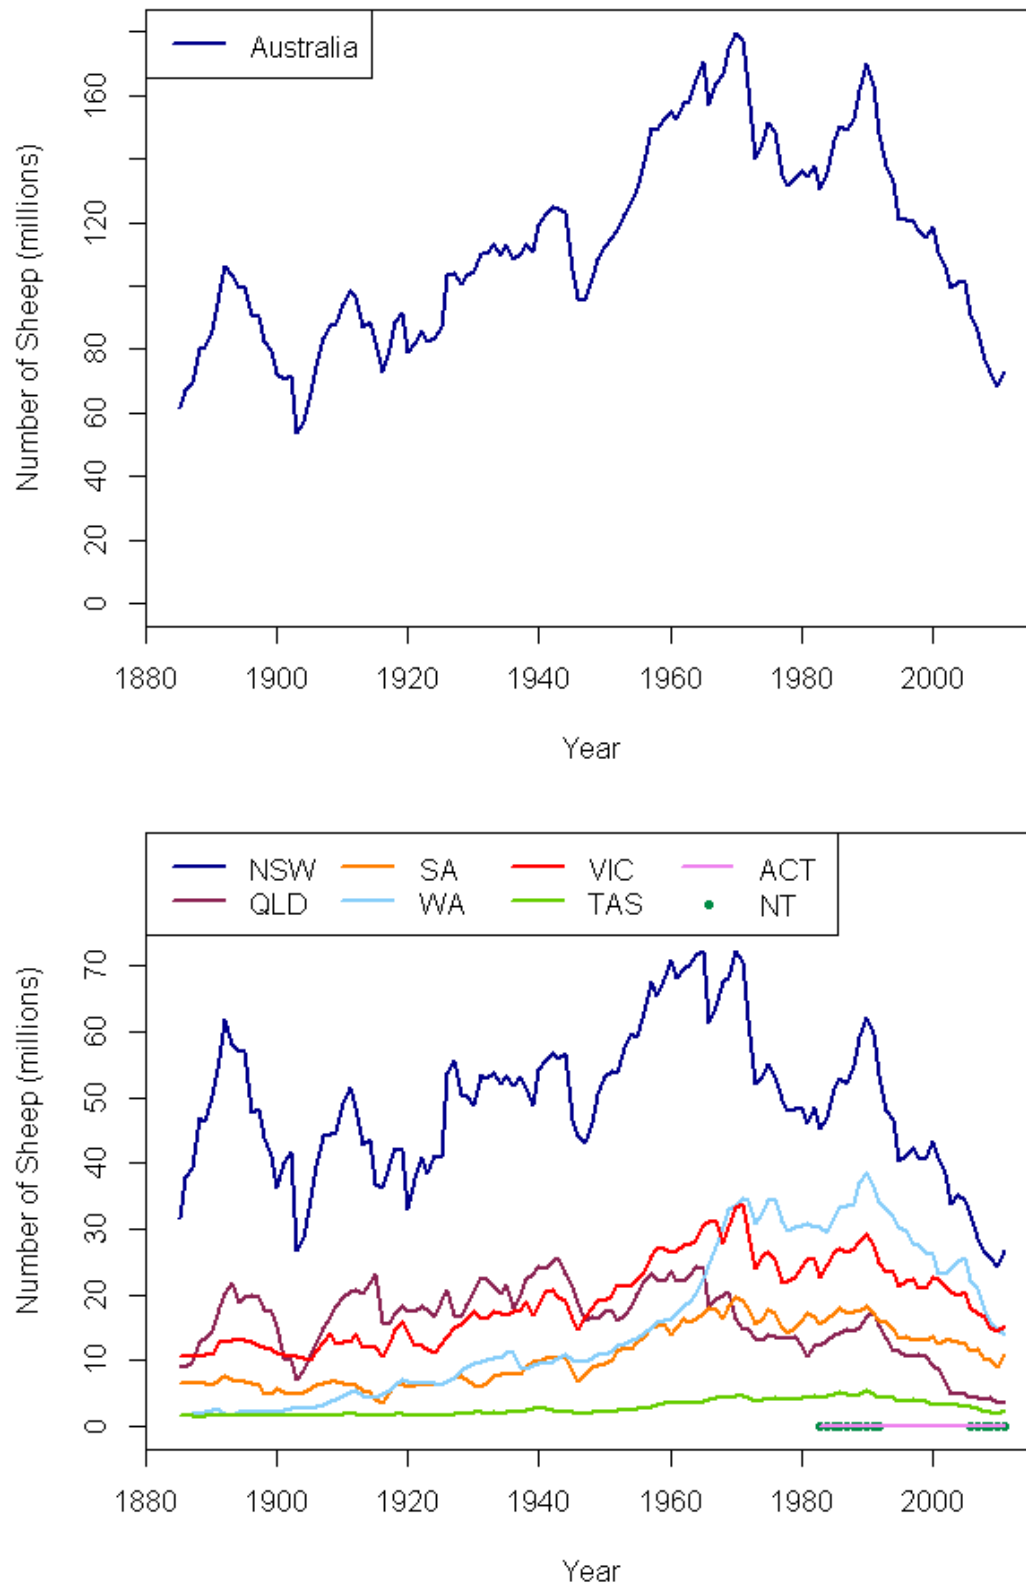 Australia
Number of Sheep (millions)
160
120
80
60
40
20
0
1880 1900 1920 1940 1960 1980 2000
Year
NSW SA VIC ACT
QLD WA TAS NT
Number of Sheep (millions)
70
60
50
40
30
20
10
0
1880 1900 1920 1940 1960 1980 2000
Year